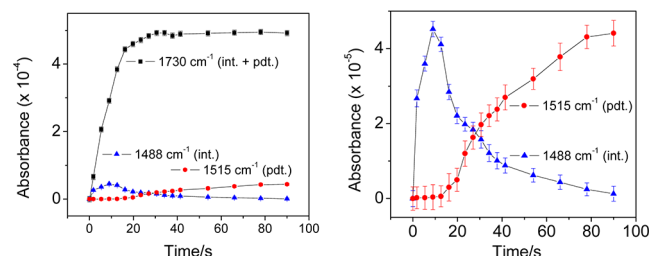 Absorbance (x 10⁻⁴)
4
2
0
1730 cm⁻¹ (int. + pdt.)
1488 cm⁻¹ (int.)
1515 cm⁻¹ (pdt.)
0 20 40 60 80 100
Time/s
Absorbance (x 10⁻⁵)
4
2
0
1515 cm⁻¹ (pdt.)
1488 cm⁻¹ (int.)
0 20 40 60 80 100
Time/s